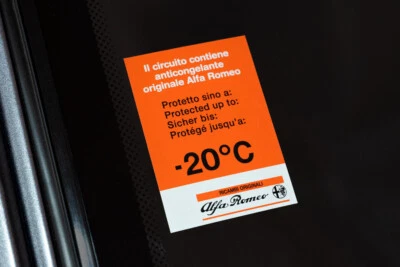 Il circuito contiene
anticongelante
originale Alfa Romeo
Protetto sino a:
Protected up to:
Sicher bis:
Protégé jusqu'a:
-20°C
RICAMBI ORIGINALI
Alfa Romeo